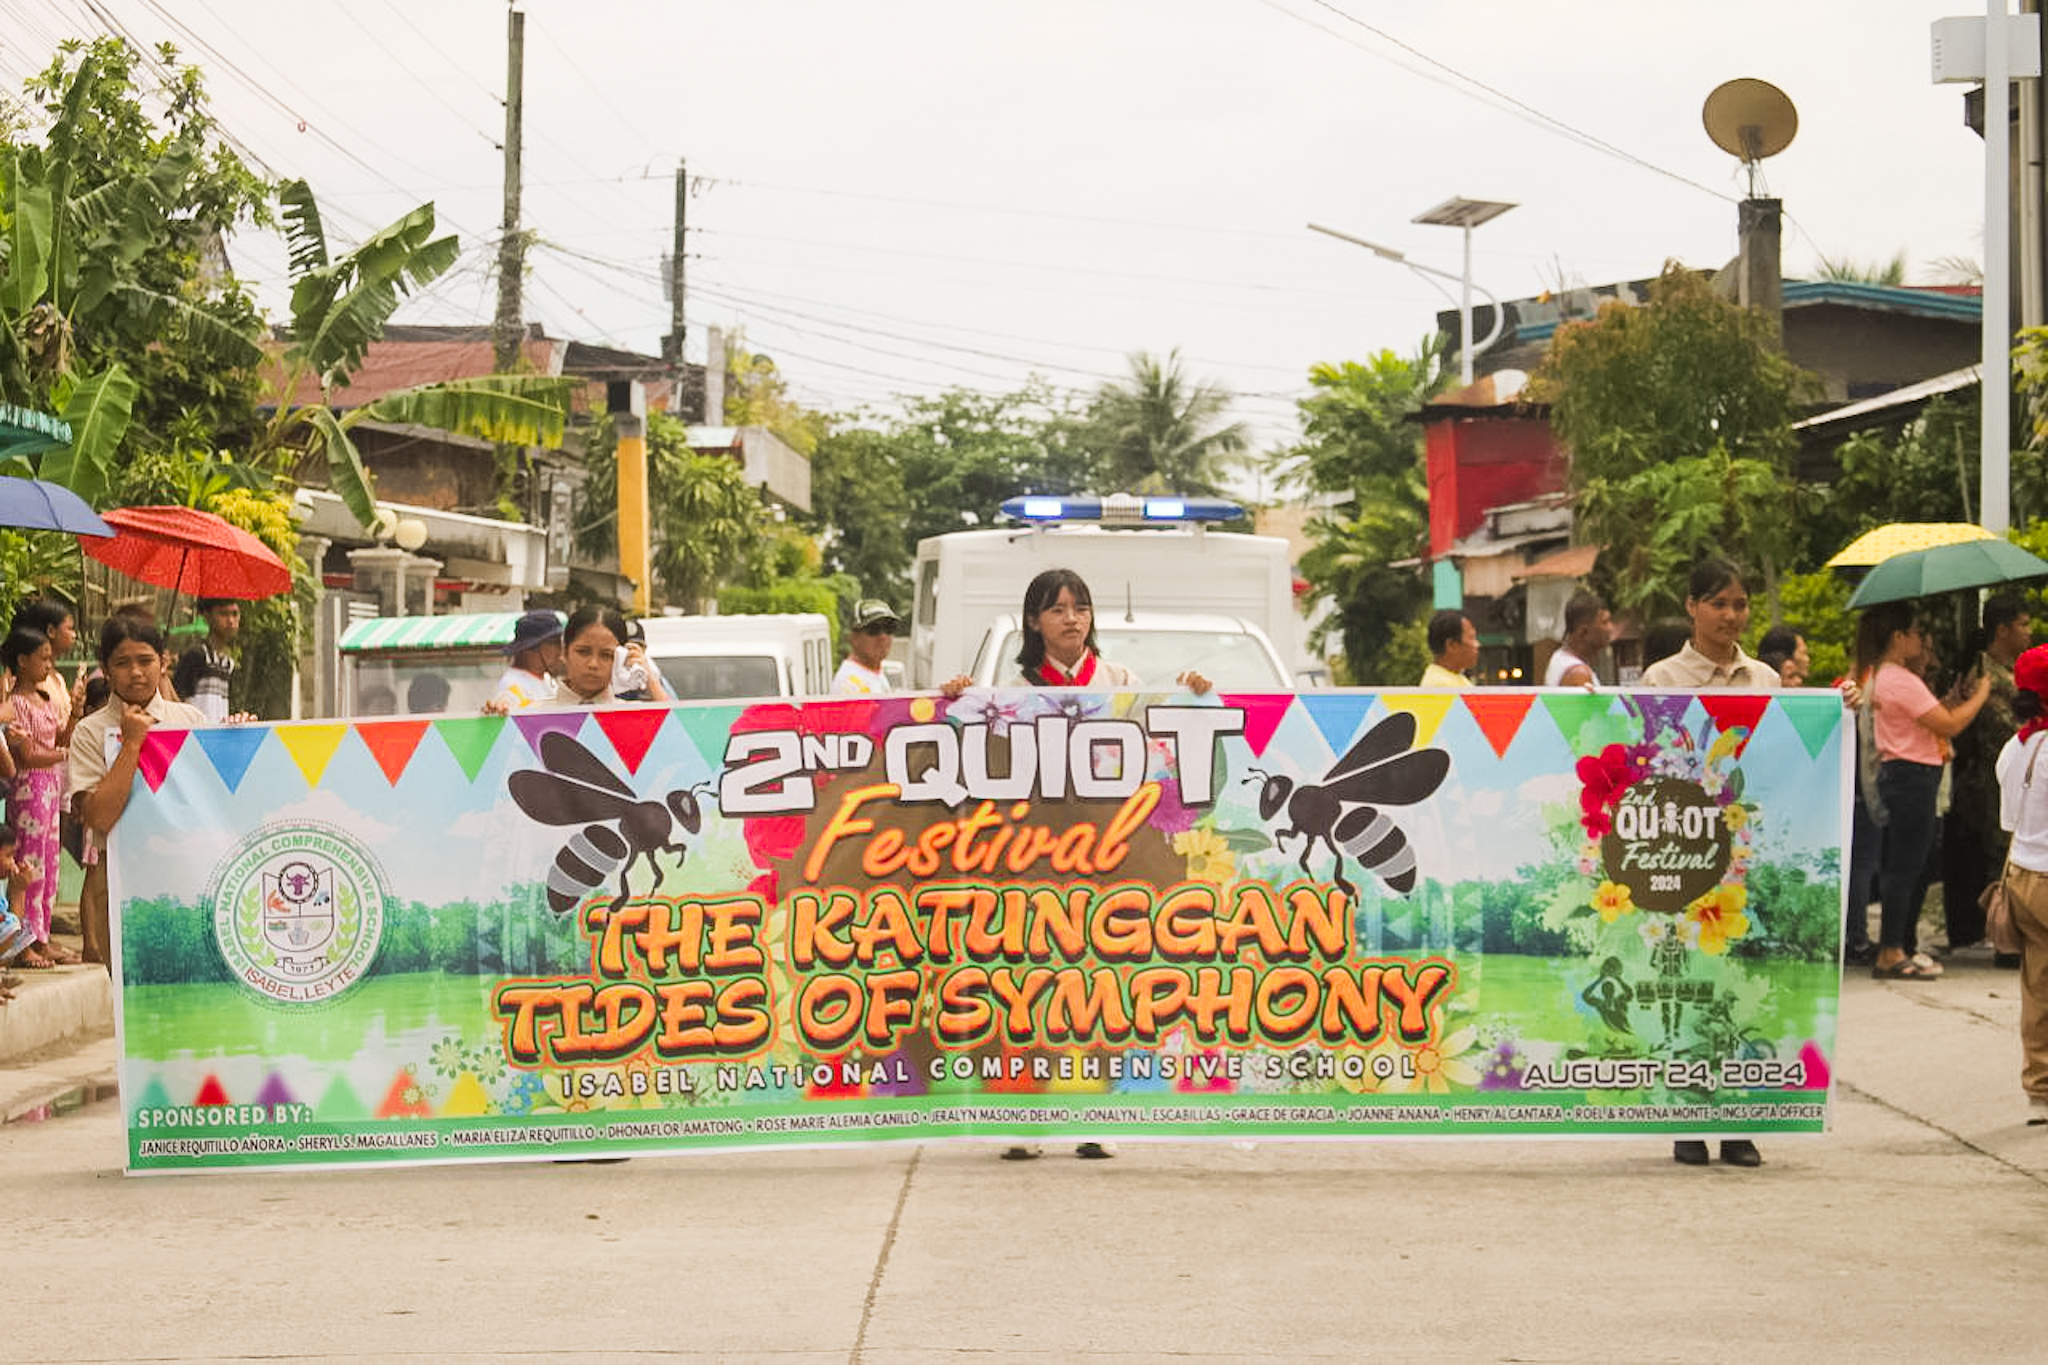 2ND QUIOT
Festival
THE KATUNGGAN
TIDES OF SYMPHONY
ISABEL NATIONAL COMPREHENSIVE SCHOOL
ISABEL NATIONAL COMPREHENSIVE SCHOOL
1977
ISABEL, LEYTE
2nd
QUIOT
Festival
2024
AUGUST 24, 2024
SPONSORED BY:
JANICE REQUITILLO AÑORA • SHERYL S. MAGALLANES • MARIA ELIZA REQUITILLO • DHONAFLOR AMATONG • ROSE MARIE ALEMIA CANILLO • JERALYN MASONG DELMO • JONALYN L. ESCABILLAS • GRACE DE GRACIA • JOANNE ANANA • HENRY ALCANTARA • ROEL & ROWENA MONTE • INCS GPTA OFFICER